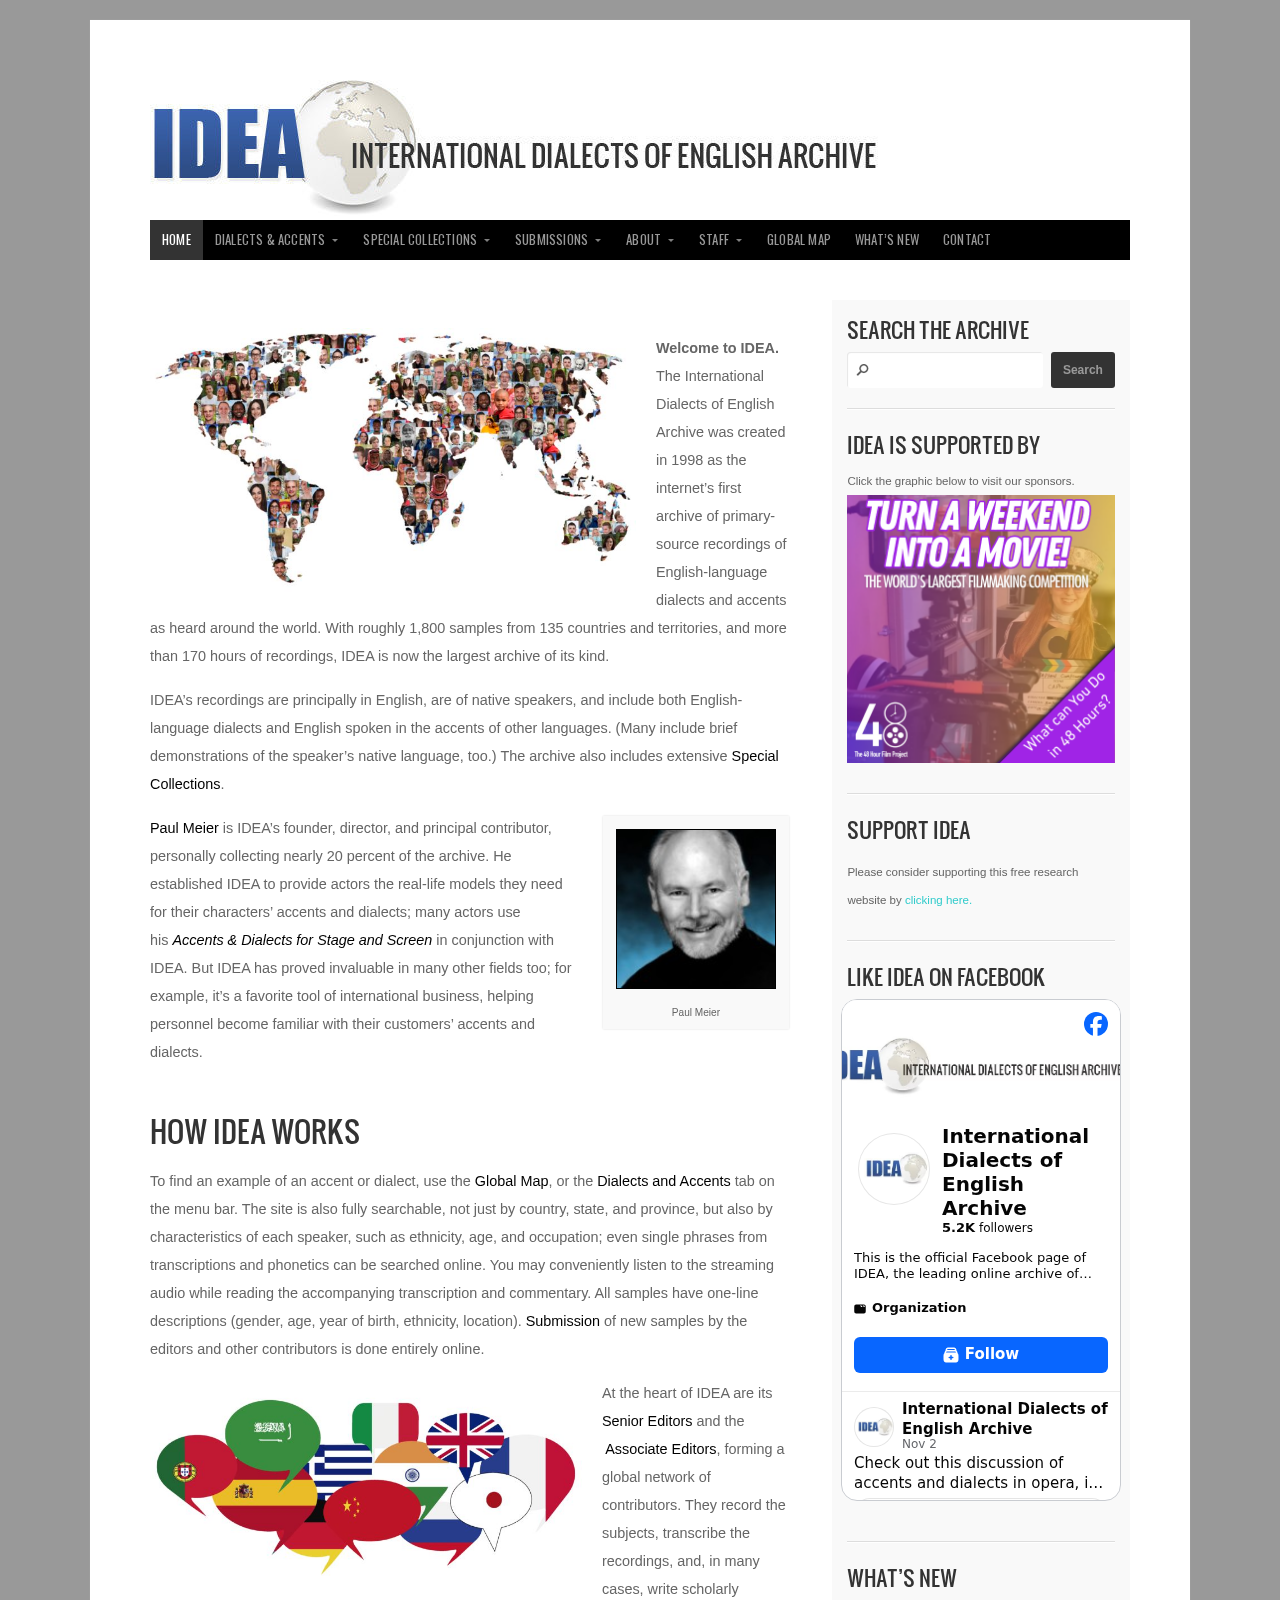 IDEA
INTERNATIONAL DIALECTS OF ENGLISH ARCHIVE
HOME DIALECTS & ACCENTS SPECIAL COLLECTIONS SUBMISSIONS ABOUT STAFF GLOBAL MAP WHAT’S NEW CONTACT
Welcome to IDEA.
The International
Dialects of English
Archive was created
in 1998 as the
internet’s first
archive of primary-
source recordings of
English-language
dialects and accents
as heard around the world. With roughly 1,800 samples from 135 countries and territories, and more
than 170 hours of recordings, IDEA is now the largest archive of its kind.
IDEA’s recordings are principally in English, are of native speakers, and include both English-
language dialects and English spoken in the accents of other languages. (Many include brief
demonstrations of the speaker’s native language, too.) The archive also includes extensive Special
Collections.
Paul Meier is IDEA’s founder, director, and principal contributor,
personally collecting nearly 20 percent of the archive. He
established IDEA to provide actors the real-life models they need
for their characters’ accents and dialects; many actors use
his Accents & Dialects for Stage and Screen in conjunction with
IDEA. But IDEA has proved invaluable in many other fields too; for
example, it’s a favorite tool of international business, helping
personnel become familiar with their customers’ accents and
dialects.
Paul Meier
HOW IDEA WORKS
To find an example of an accent or dialect, use the Global Map, or the Dialects and Accents tab on
the menu bar. The site is also fully searchable, not just by country, state, and province, but also by
characteristics of each speaker, such as ethnicity, age, and occupation; even single phrases from
transcriptions and phonetics can be searched online. You may conveniently listen to the streaming
audio while reading the accompanying transcription and commentary. All samples have one-line
descriptions (gender, age, year of birth, ethnicity, location). Submission of new samples by the
editors and other contributors is done entirely online.
At the heart of IDEA are its
Senior Editors and the
Associate Editors, forming a
global network of
contributors. They record the
subjects, transcribe the
recordings, and, in many
cases, write scholarly
SEARCH THE ARCHIVE
Search
IDEA IS SUPPORTED BY
Click the graphic below to visit our sponsors.
TURN A WEEKEND
INTO A MOVIE!
THE WORLD'S LARGEST FILMMAKING COMPETITION
What can You Do
in 48 Hours?
48
The 48 Hour Film Project
SUPPORT IDEA
Please consider supporting this free research
website by clicking here.
LIKE IDEA ON FACEBOOK
IDEA
INTERNATIONAL DIALECTS OF ENGLISH ARCHIVE
IDEA
International
Dialects of
English
Archive
5.2K followers
This is the official Facebook page of
IDEA, the leading online archive of…
Organization
Follow
IDEA
International Dialects of
English Archive
Nov 2
Check out this discussion of
accents and dialects in opera, i…
WHAT’S NEW